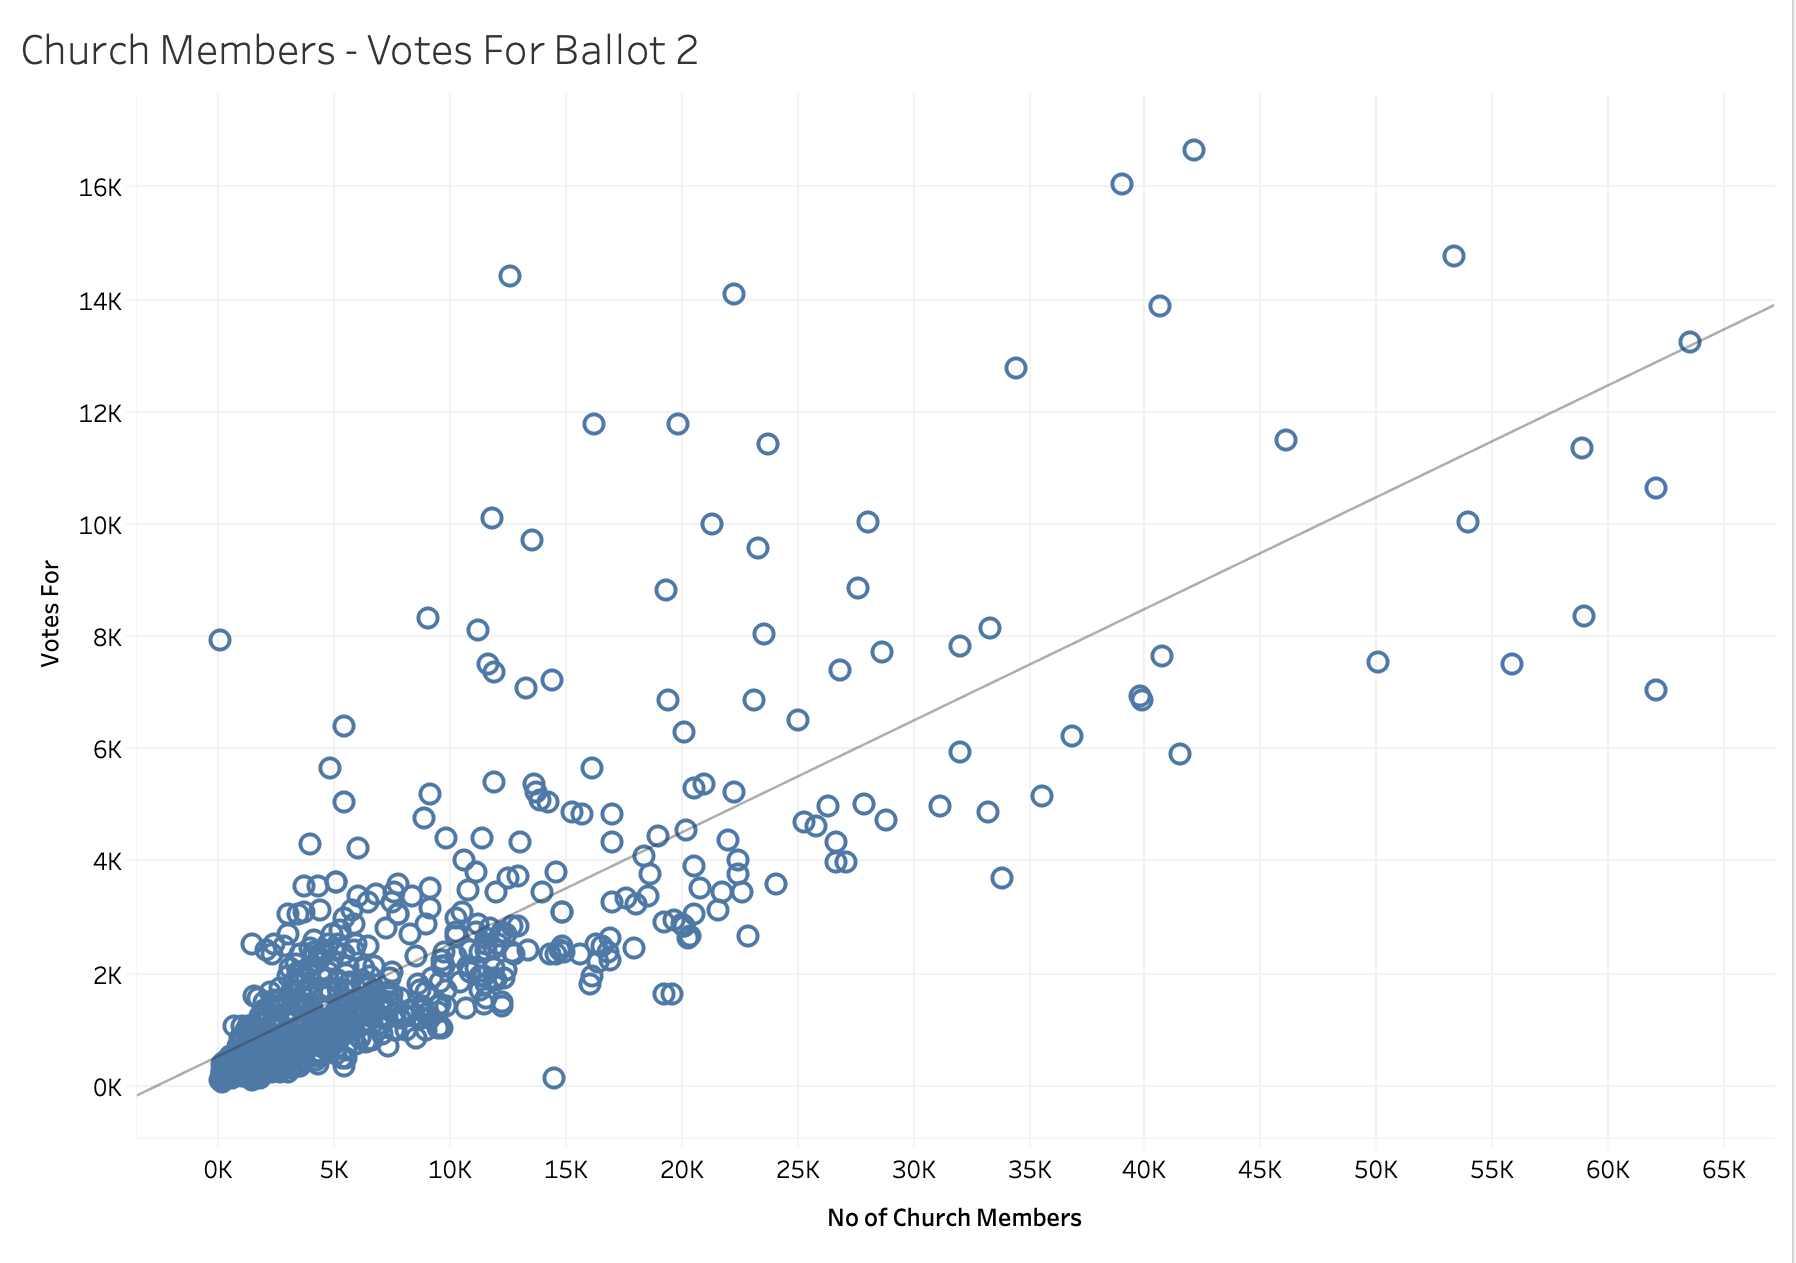 Church Members - Votes For Ballot 2
16K
14K
12K
10K
8K
6K
4K
2K
0K
Votes For
0K 5K 10K 15K 20K 25K 30K 35K 40K 45K 50K 55K 60K 65K
No of Church Members